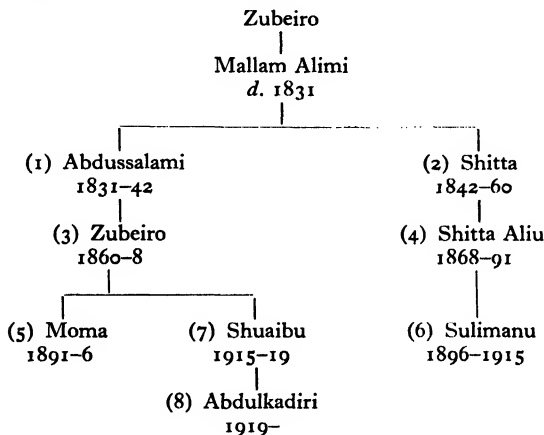 Zubeiro
Mallam Alimi
d. 1831
(1) Abdussalami
1831–42
(2) Shitta
1842–60
(3) Zubeiro
1860–8
(4) Shitta Aliu
1868–91
(5) Moma
1891–6
(7) Shuaibu
1915–19
(6) Sulimanu
1896–1915
(8) Abdulkadiri
1919–